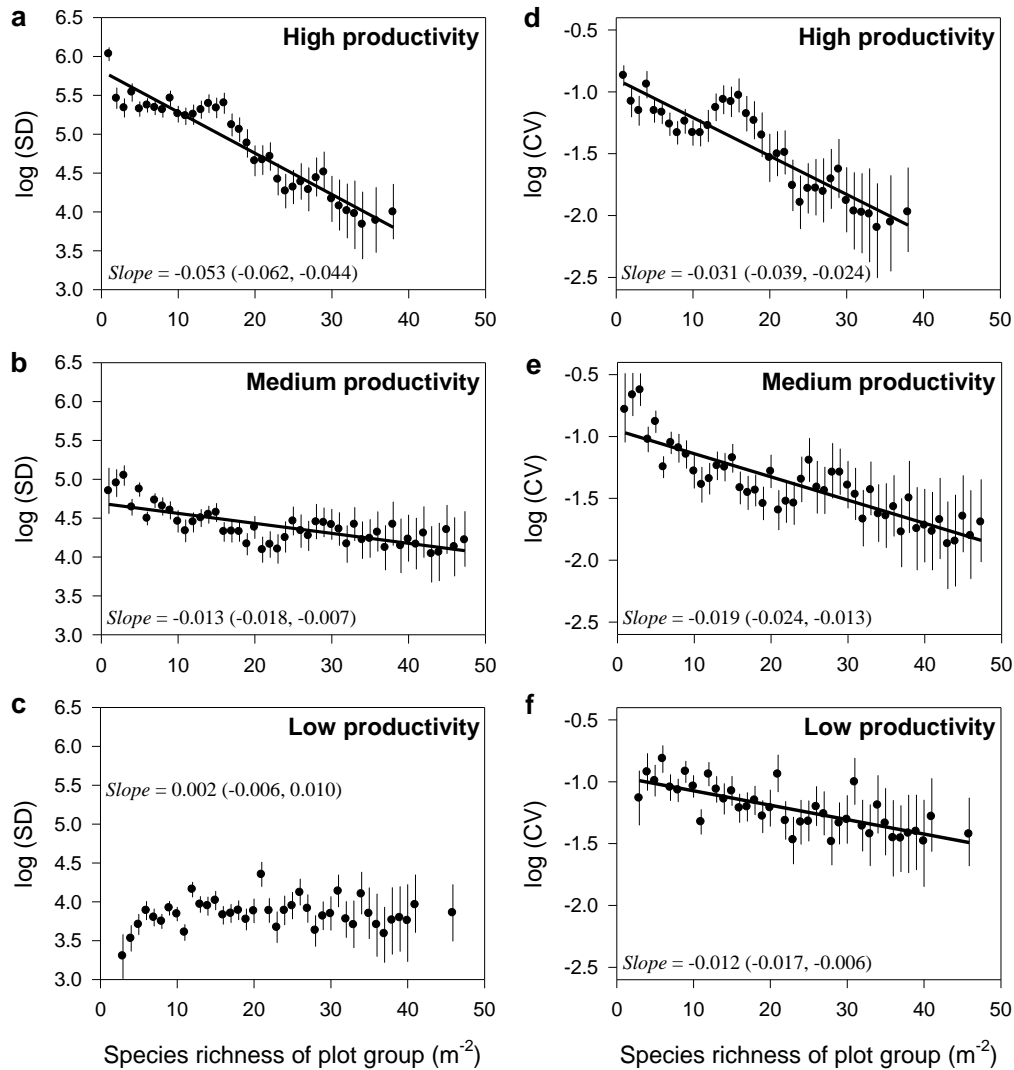 a
High productivity
log (SD)
6.5
6.0
5.5
5.0
4.5
4.0
3.5
3.0
Slope = -0.053 (-0.062, -0.044)
0 10 20 30 40 50
d
High productivity
log (CV)
-0.5
-1.0
-1.5
-2.0
-2.5
Slope = -0.031 (-0.039, -0.024)
0 10 20 30 40 50
b
Medium productivity
log (SD)
6.5
6.0
5.5
5.0
4.5
4.0
3.5
3.0
Slope = -0.013 (-0.018, -0.007)
0 10 20 30 40 50
e
Medium productivity
log (CV)
-0.5
-1.0
-1.5
-2.0
-2.5
Slope = -0.019 (-0.024, -0.013)
0 10 20 30 40 50
c
Low productivity
log (SD)
6.5
6.0
5.5
5.0
4.5
4.0
3.5
3.0
Slope = 0.002 (-0.006, 0.010)
0 10 20 30 40 50
Species richness of plot group (m⁻²)
f
Low productivity
log (CV)
-0.5
-1.0
-1.5
-2.0
-2.5
Slope = -0.012 (-0.017, -0.006)
0 10 20 30 40 50
Species richness of plot group (m⁻²)